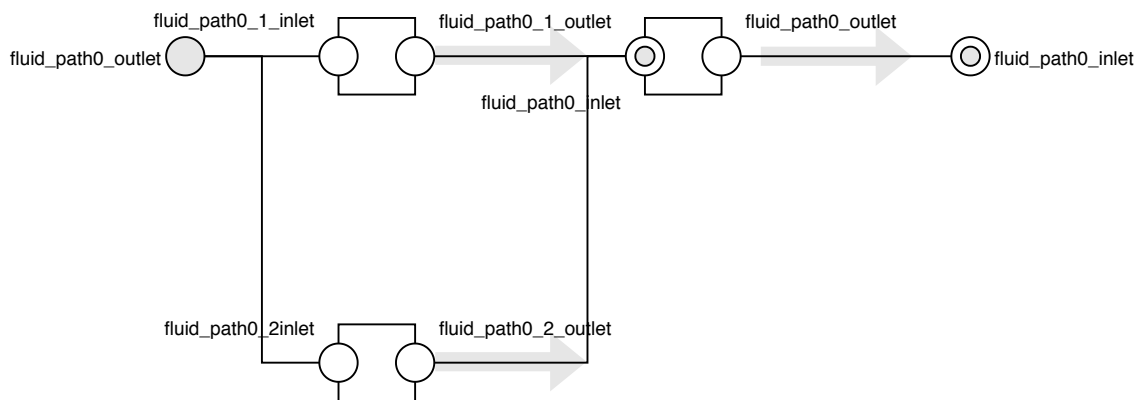 fluid_path0_1_inlet
fluid_path0_1_outlet
fluid_path0_outlet
fluid_path0_outlet
fluid_path0_inlet
fluid_path0_inlet
fluid_path0_2inlet
fluid_path0_2_outlet